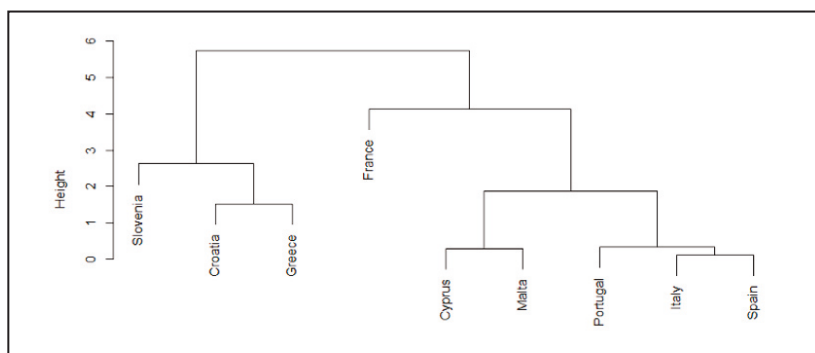 6
5
4
3
2
1
0
Height
Slovenia
Croatia
Greece
France
Cyprus
Malta
Portugal
Italy
Spain